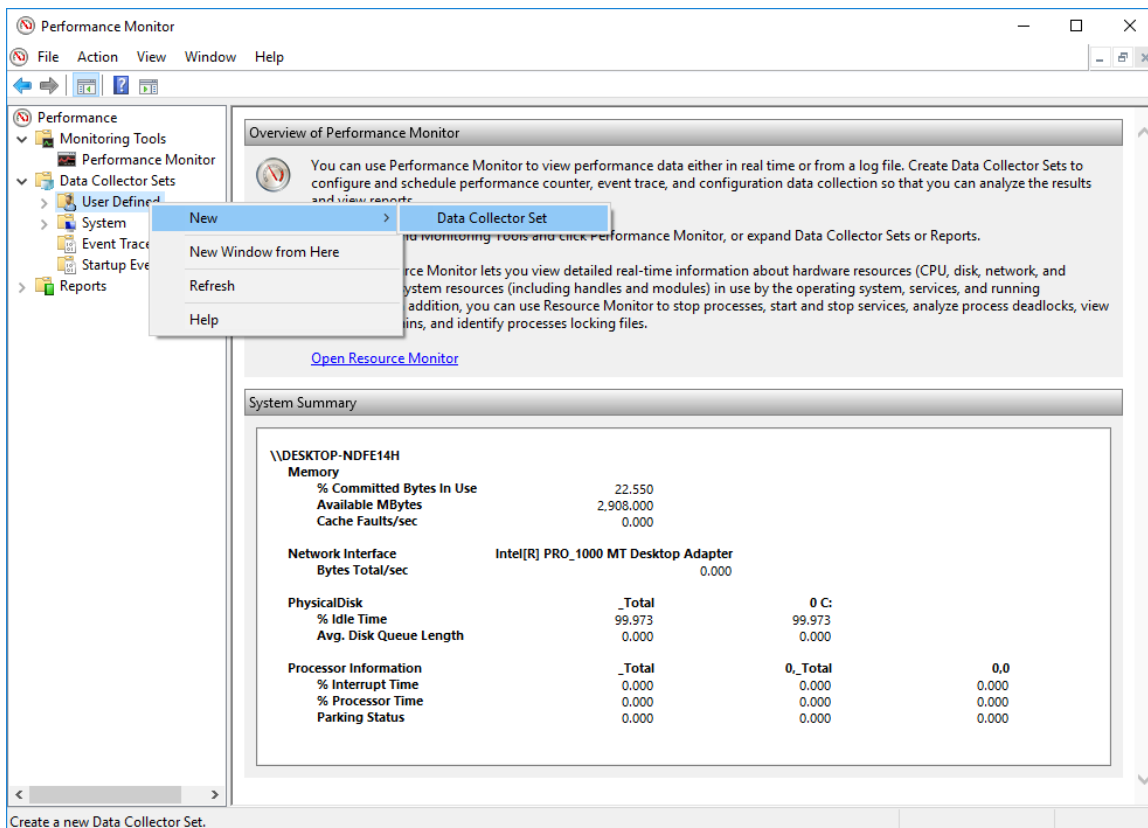 Performance Monitor
File Action View Window Help
Performance
Monitoring Tools
Performance Monitor
Data Collector Sets
User Defined
System
Event Trace
Startup Eve
Reports
New
Data Collector Set
New Window from Here
Refresh
Help
Overview of Performance Monitor
You can use Performance Monitor to view performance data either in real time or from a log file. Create Data Collector Sets to
configure and schedule performance counter, event trace, and configuration data collection so that you can analyze the results
and view reports.
Monitoring Tools and click Performance Monitor, or expand Data Collector Sets or Reports.
rce Monitor lets you view detailed real-time information about hardware resources (CPU, disk, network, and
ystem resources (including handles and modules) in use by the operating system, services, and running
addition, you can use Resource Monitor to stop processes, start and stop services, analyze process deadlocks, view
ins, and identify processes locking files.
Open Resource Monitor
System Summary
\\DESKTOP-NDFE14H
Memory
% Committed Bytes In Use 22.550
Available MBytes 2,908.000
Cache Faults/sec 0.000
Network Interface Intel[R] PRO_1000 MT Desktop Adapter
Bytes Total/sec 0.000
PhysicalDisk _Total 0 C:
% Idle Time 99.973 99.973
Avg. Disk Queue Length 0.000 0.000
Processor Information _Total 0,_Total 0,0
% Interrupt Time 0.000 0.000 0.000
% Processor Time 0.000 0.000 0.000
Parking Status 0.000 0.000 0.000
Create a new Data Collector Set.